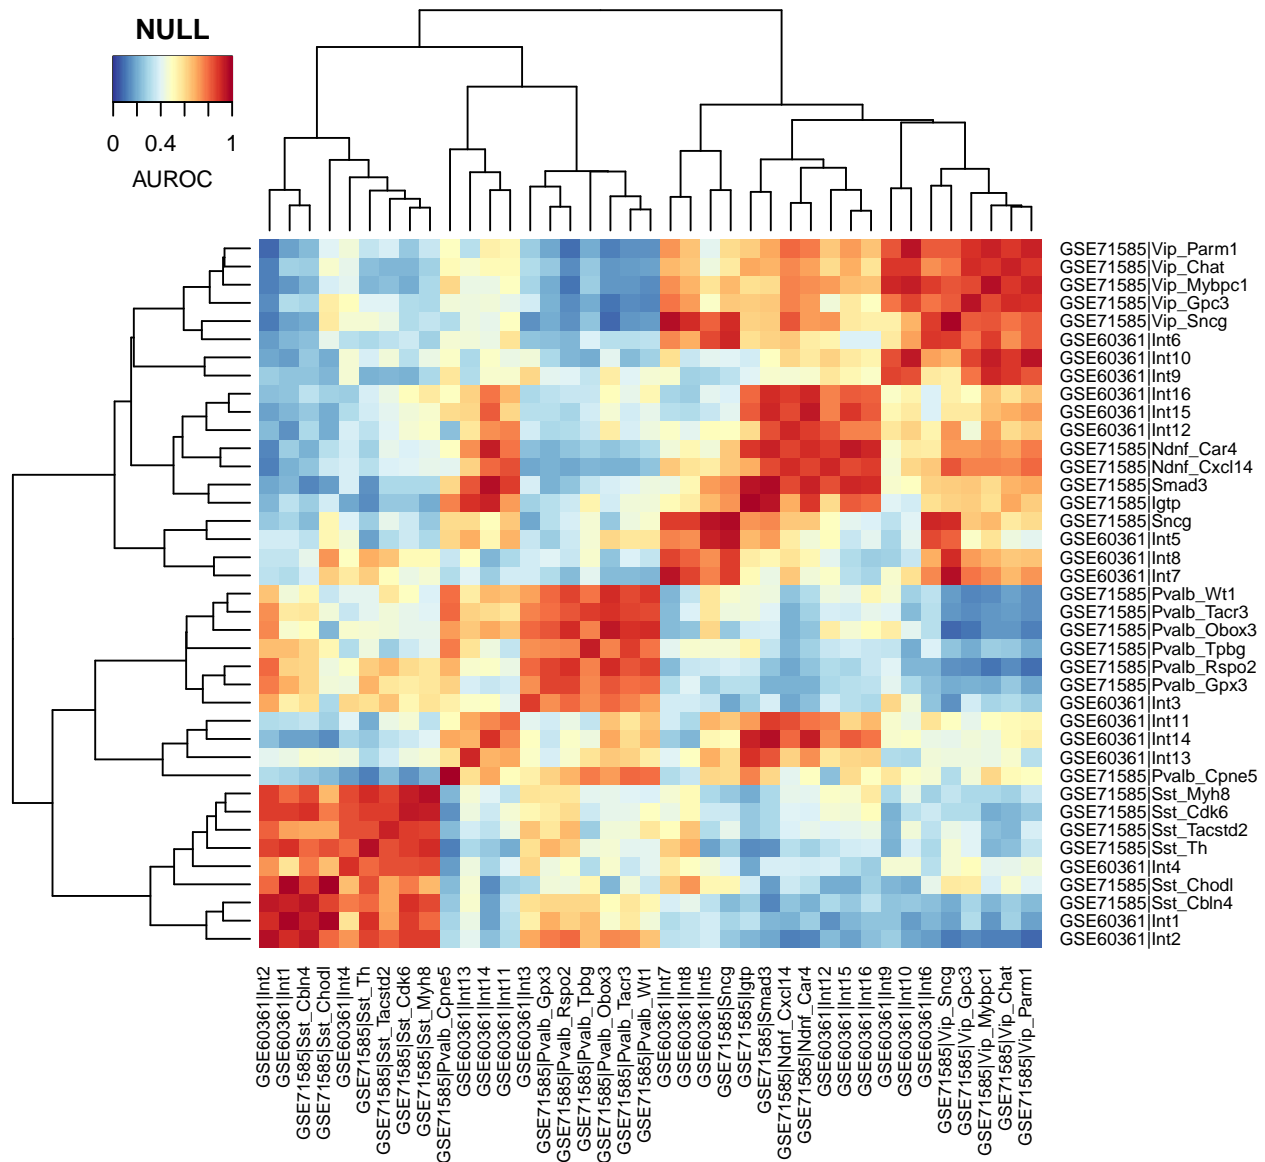 NULL
0 0.4 1
AUROC
GSE71585|Vip_Parm1
GSE71585|Vip_Chat
GSE71585|Vip_Mybpc1
GSE71585|Vip_Gpc3
GSE71585|Vip_Sncg
GSE60361|Int6
GSE60361|Int10
GSE60361|Int9
GSE60361|Int16
GSE60361|Int15
GSE60361|Int12
GSE71585|Ndnf_Car4
GSE71585|Ndnf_Cxcl14
GSE71585|Smad3
GSE71585|Igtp
GSE71585|Sncg
GSE60361|Int5
GSE60361|Int8
GSE60361|Int7
GSE71585|Pvalb_Wt1
GSE71585|Pvalb_Tacr3
GSE71585|Pvalb_Obox3
GSE71585|Pvalb_Tpbg
GSE71585|Pvalb_Rspo2
GSE71585|Pvalb_Gpx3
GSE60361|Int3
GSE60361|Int11
GSE60361|Int14
GSE60361|Int13
GSE71585|Pvalb_Cpne5
GSE71585|Sst_Myh8
GSE71585|Sst_Cdk6
GSE71585|Sst_Tacstd2
GSE71585|Sst_Th
GSE60361|Int4
GSE71585|Sst_Chodl
GSE71585|Sst_Cbln4
GSE60361|Int1
GSE60361|Int2
GSE60361|Int2
GSE60361|Int1
GSE71585|Sst_Cbln4
GSE71585|Sst_Chodl
GSE60361|Int4
GSE71585|Sst_Th
GSE71585|Sst_Tacstd2
GSE71585|Sst_Cdk6
GSE71585|Sst_Myh8
GSE71585|Pvalb_Cpne5
GSE60361|Int13
GSE60361|Int14
GSE60361|Int11
GSE60361|Int3
GSE71585|Pvalb_Gpx3
GSE71585|Pvalb_Rspo2
GSE71585|Pvalb_Tpbg
GSE71585|Pvalb_Obox3
GSE71585|Pvalb_Tacr3
GSE71585|Pvalb_Wt1
GSE60361|Int7
GSE60361|Int8
GSE60361|Int5
GSE71585|Sncg
GSE71585|Igtp
GSE71585|Smad3
GSE71585|Ndnf_Cxcl14
GSE71585|Ndnf_Car4
GSE60361|Int12
GSE60361|Int15
GSE60361|Int16
GSE60361|Int9
GSE60361|Int10
GSE60361|Int6
GSE71585|Vip_Sncg
GSE71585|Vip_Gpc3
GSE71585|Vip_Mybpc1
GSE71585|Vip_Chat
GSE71585|Vip_Parm1